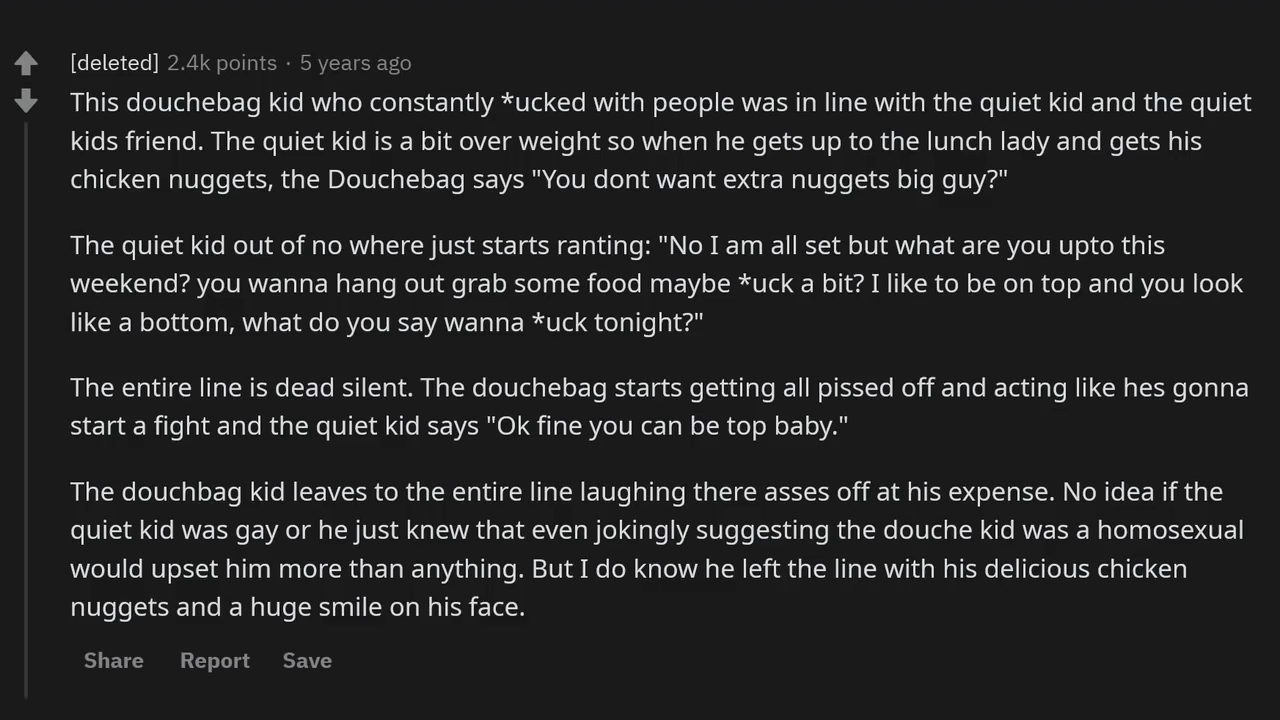 [deleted] 2.4k points · 5 years ago
This douchebag kid who constantly *ucked with people was in line with the quiet kid and the quiet
kids friend. The quiet kid is a bit over weight so when he gets up to the lunch lady and gets his
chicken nuggets, the Douchebag says "You dont want extra nuggets big guy?"
The quiet kid out of no where just starts ranting: "No I am all set but what are you upto this
weekend? you wanna hang out grab some food maybe *uck a bit? I like to be on top and you look
like a bottom, what do you say wanna *uck tonight?"
The entire line is dead silent. The douchebag starts getting all pissed off and acting like hes gonna
start a fight and the quiet kid says "Ok fine you can be top baby."
The douchbag kid leaves to the entire line laughing there asses off at his expense. No idea if the
quiet kid was gay or he just knew that even jokingly suggesting the douche kid was a homosexual
would upset him more than anything. But I do know he left the line with his delicious chicken
nuggets and a huge smile on his face.
Share Report Save